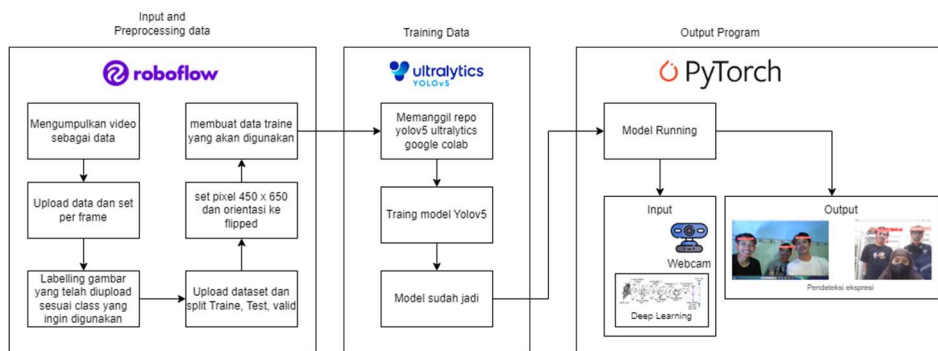 Input and
Preprocessing data
roboflow
Mengumpulkan video
sebagai data
Upload data dan set
per frame
Labelling gambar
yang telah diupload
sesuai class yang
ingin digunakan
Upload dataset dan
split Traine, Test, valid
set pixel 450 x 650
dan orientasi ke
flipped
membuat data traine
yang akan digunakan
Training Data
ultralytics
YOLOv5
Memanggil repo
yolov5 ultralytics
google colab
Traing model Yolov5
Model sudah jadi
Output Program
PyTorch
Model Running
Input
Webcam
Deep Learning
Output
Pendeteksi ekspresi